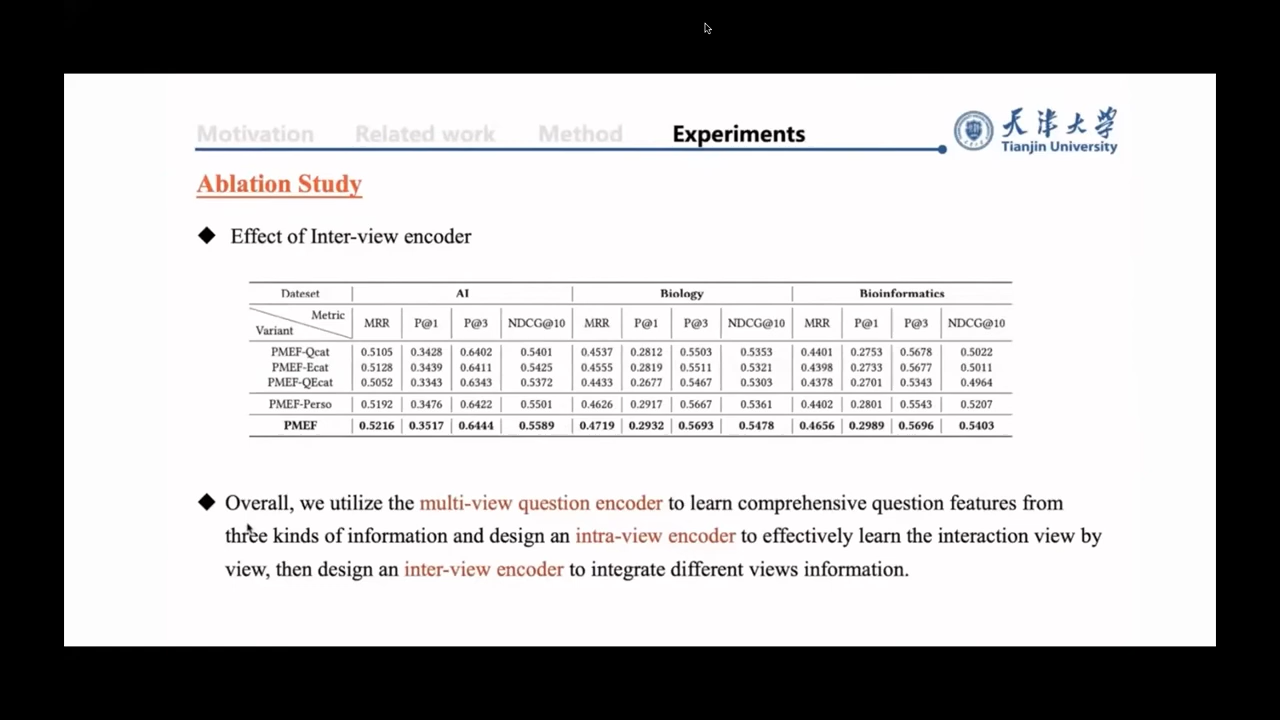 Motivation Related work Method Experiments
天津大学
Tianjin University
Ablation Study
Effect of Inter-view encoder
Dateset AI Biology Bioinformatics
Metric
Variant
MRR P@1 P@3 NDCG@10 MRR P@1 P@3 NDCG@10 MRR P@1 P@3 NDCG@10
PMEF-Qcat 0.5105 0.3428 0.6402 0.5401 0.4537 0.2812 0.5503 0.5353 0.4401 0.2753 0.5678 0.5022
PMEF-Ecat 0.5128 0.3439 0.6411 0.5425 0.4555 0.2819 0.5511 0.5321 0.4398 0.2733 0.5677 0.5011
PMEF-QEcat 0.5052 0.3343 0.6343 0.5372 0.4433 0.2677 0.5467 0.5303 0.4378 0.2701 0.5343 0.4964
PMEF-Perso 0.5192 0.3476 0.6422 0.5501 0.4626 0.2917 0.5667 0.5361 0.4402 0.2801 0.5543 0.5207
PMEF 0.5216 0.3517 0.6444 0.5589 0.4719 0.2932 0.5693 0.5478 0.4656 0.2989 0.5696 0.5403
Overall, we utilize the multi-view question encoder to learn comprehensive question features from
three kinds of information and design an intra-view encoder to effectively learn the interaction view by
view, then design an inter-view encoder to integrate different views information.